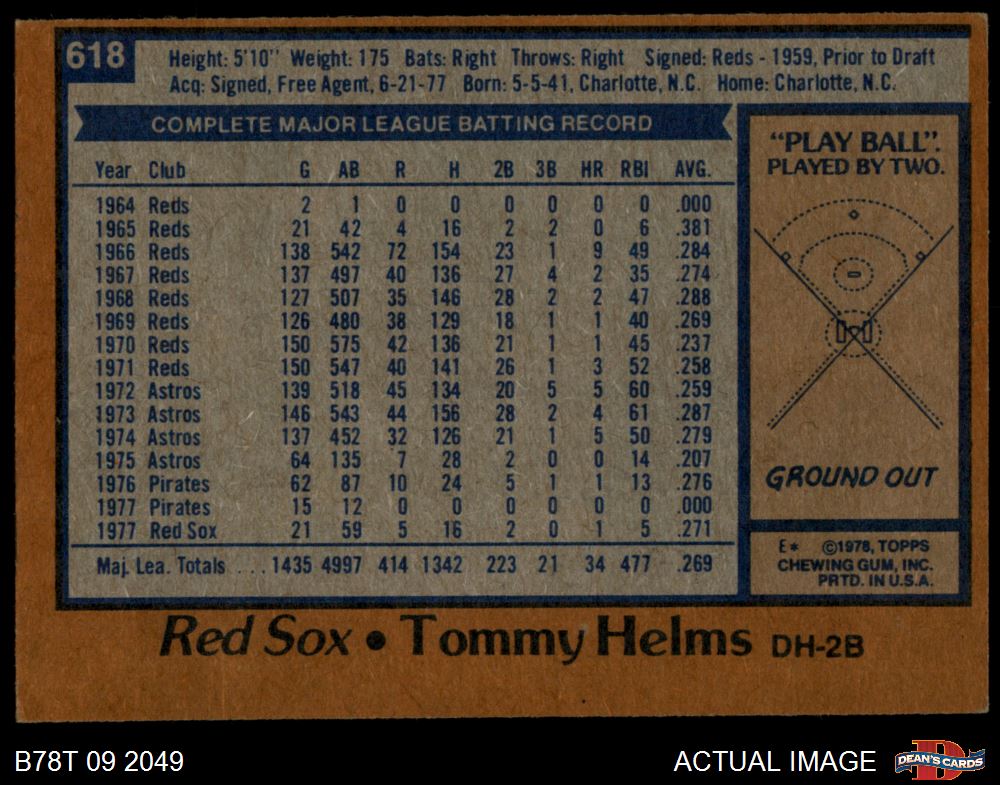 618
Height: 5'10" Weight: 175 Bats: Right Throws: Right Signed: Reds - 1959, Prior to Draft
Acq: Signed, Free Agent, 6-21-77 Born: 5-5-41, Charlotte, N.C. Home: Charlotte, N.C.
COMPLETE MAJOR LEAGUE BATTING RECORD
Year Club G AB R H 2B 3B HR RBI AVG.
1964 Reds 2 1 0 0 0 0 0 0 .000
1965 Reds 21 42 4 16 2 2 0 6 .381
1966 Reds 138 542 72 154 23 1 9 49 .284
1967 Reds 137 497 40 136 27 4 2 35 .274
1968 Reds 127 507 35 146 28 2 2 47 .288
1969 Reds 126 480 38 129 18 1 1 40 .269
1970 Reds 150 575 42 136 21 1 1 45 .237
1971 Reds 150 547 40 141 26 1 3 52 .258
1972 Astros 139 518 45 134 20 5 5 60 .259
1973 Astros 146 543 44 156 28 2 4 61 .287
1974 Astros 137 452 32 126 21 1 5 50 .279
1975 Astros 64 135 7 28 2 0 0 14 .207
1976 Pirates 62 87 10 24 5 1 1 13 .276
1977 Pirates 15 12 0 0 0 0 0 0 .000
1977 Red Sox 21 59 5 16 2 0 1 5 .271
Maj. Lea. Totals ... 1435 4997 414 1342 223 21 34 477 .269
"PLAY BALL".
PLAYED BY TWO.
GROUND OUT
E* ©1978, TOPPS
CHEWING GUM, INC.
PRTD. IN U.S.A.
Red Sox • Tommy Helms DH-2B
B78T 09 2049
ACTUAL IMAGE
D
DEAN'S CARDS